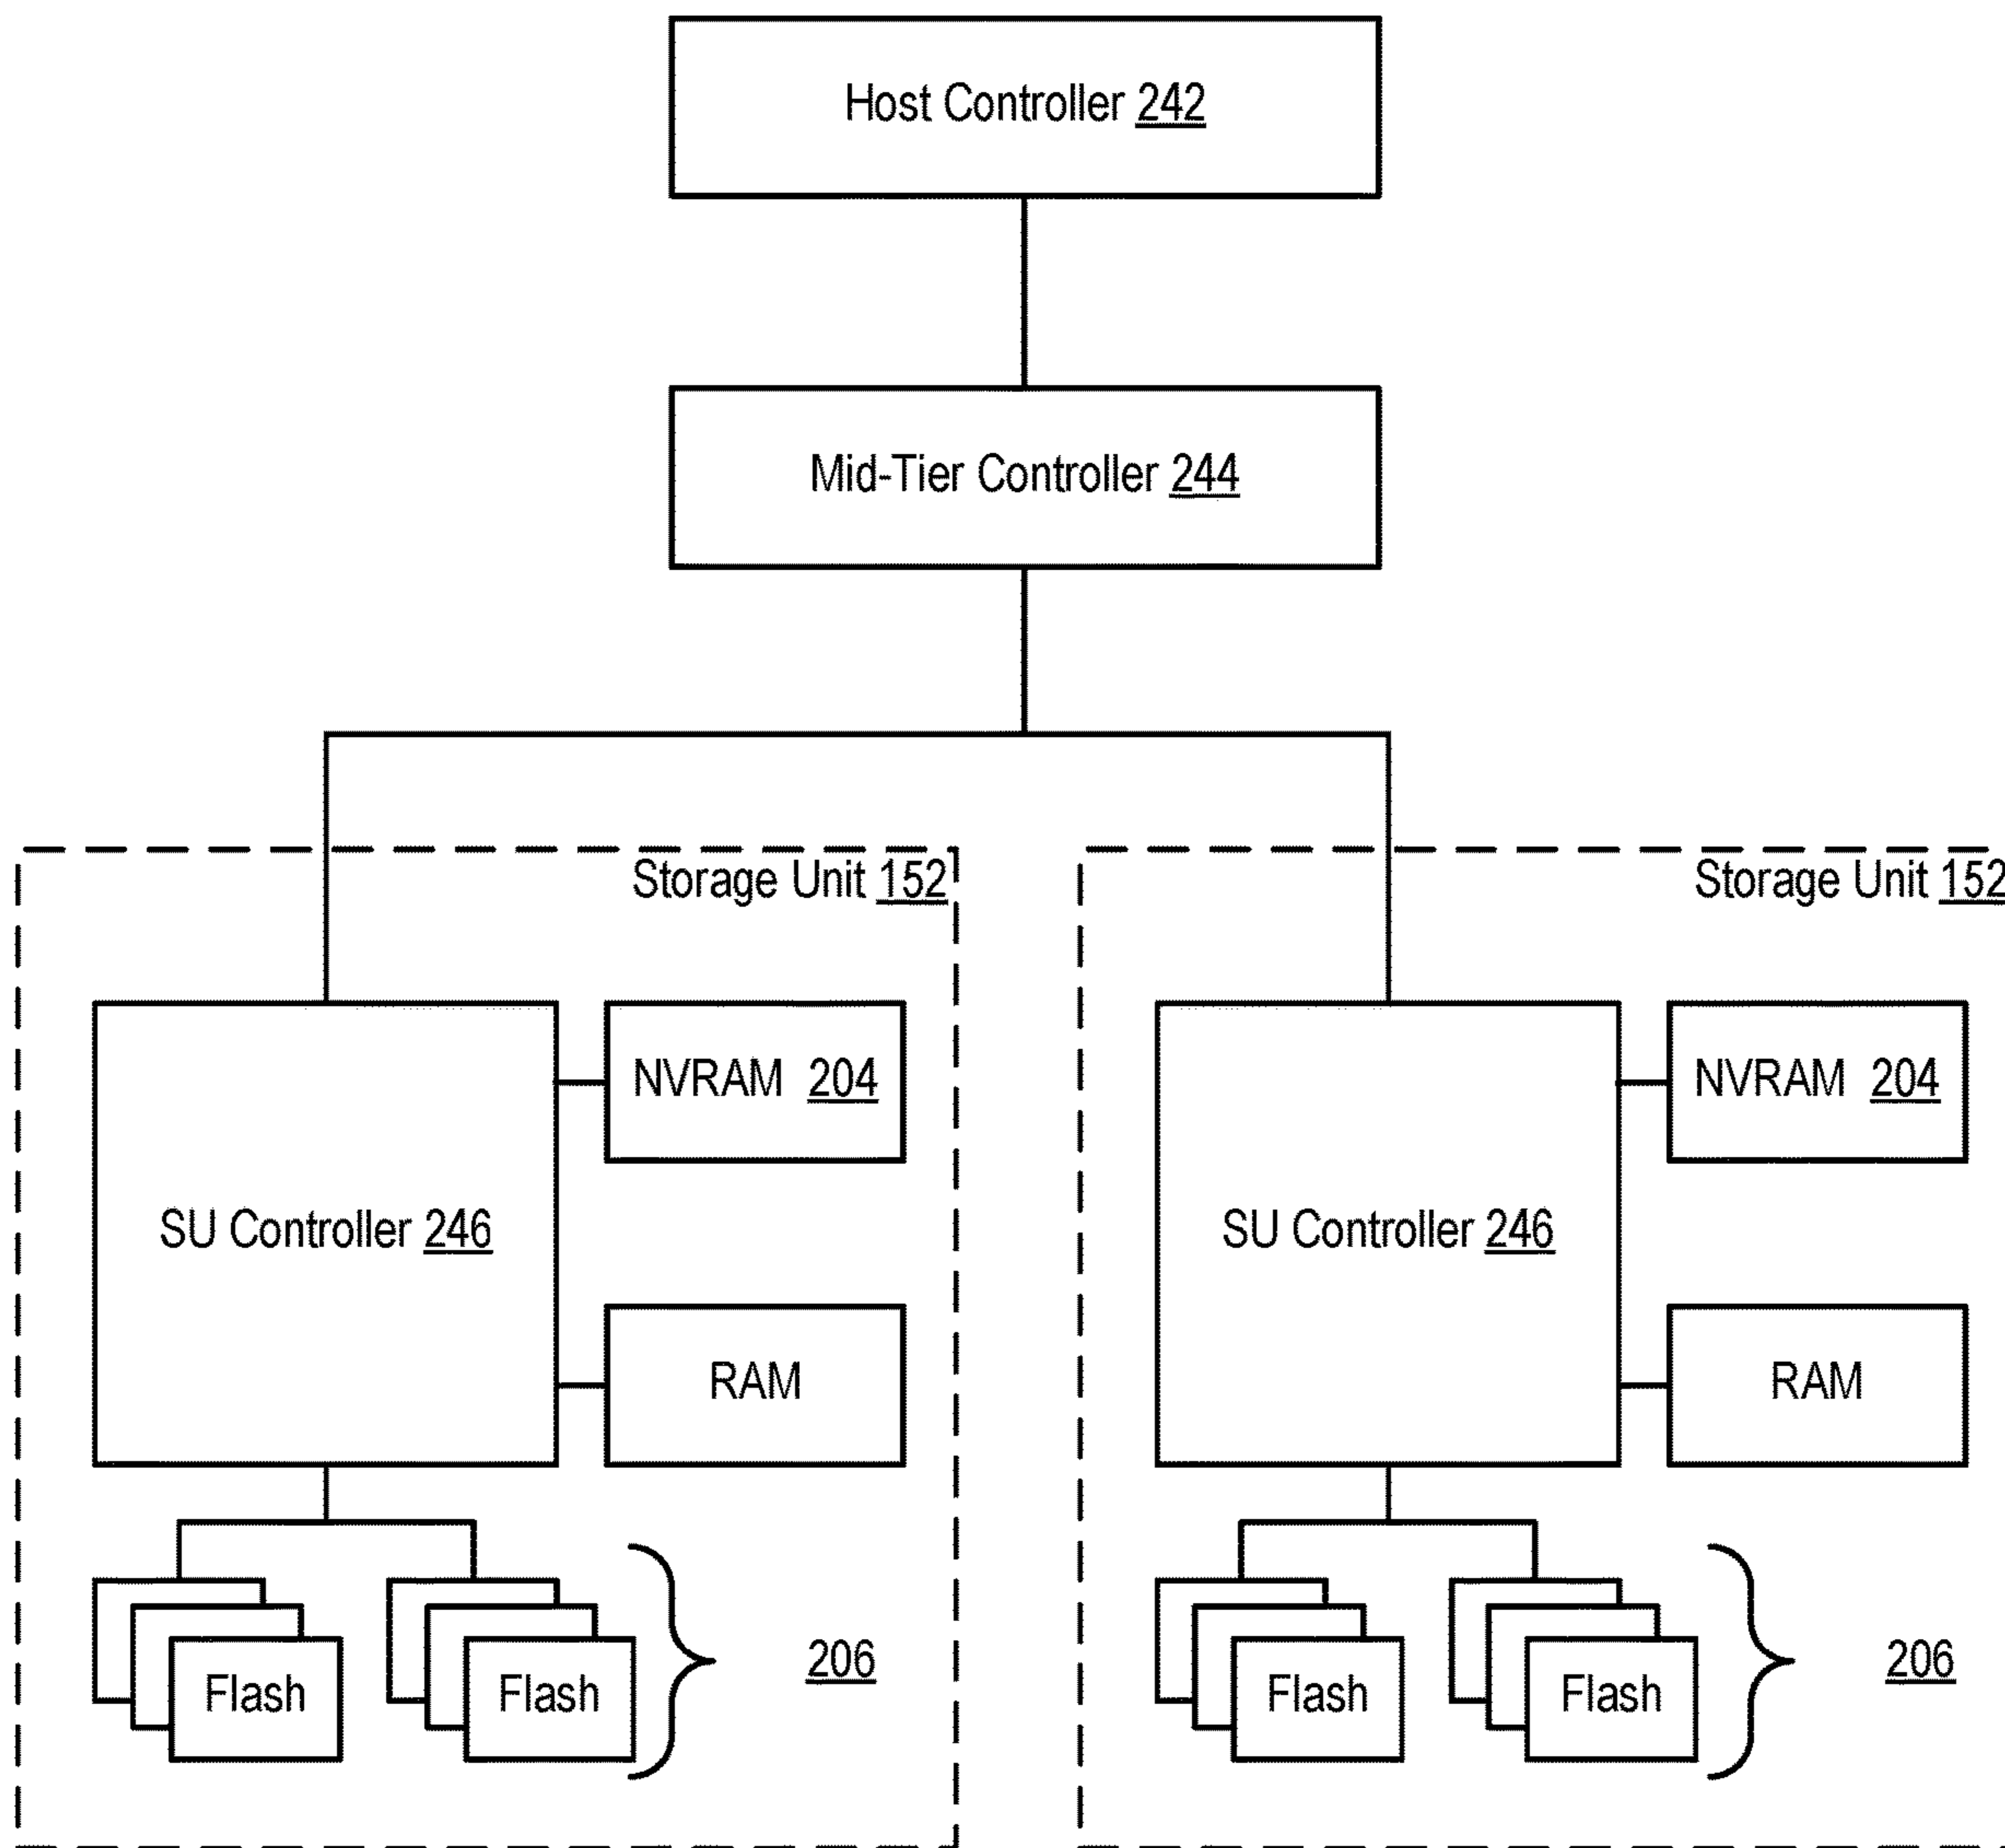 Host Controller 242
Mid-Tier Controller 244
Storage Unit 152
Storage Unit 152
NVRAM 204
NVRAM 204
SU Controller 246
SU Controller 246
RAM
RAM
Flash
Flash
206
Flash
Flash
206